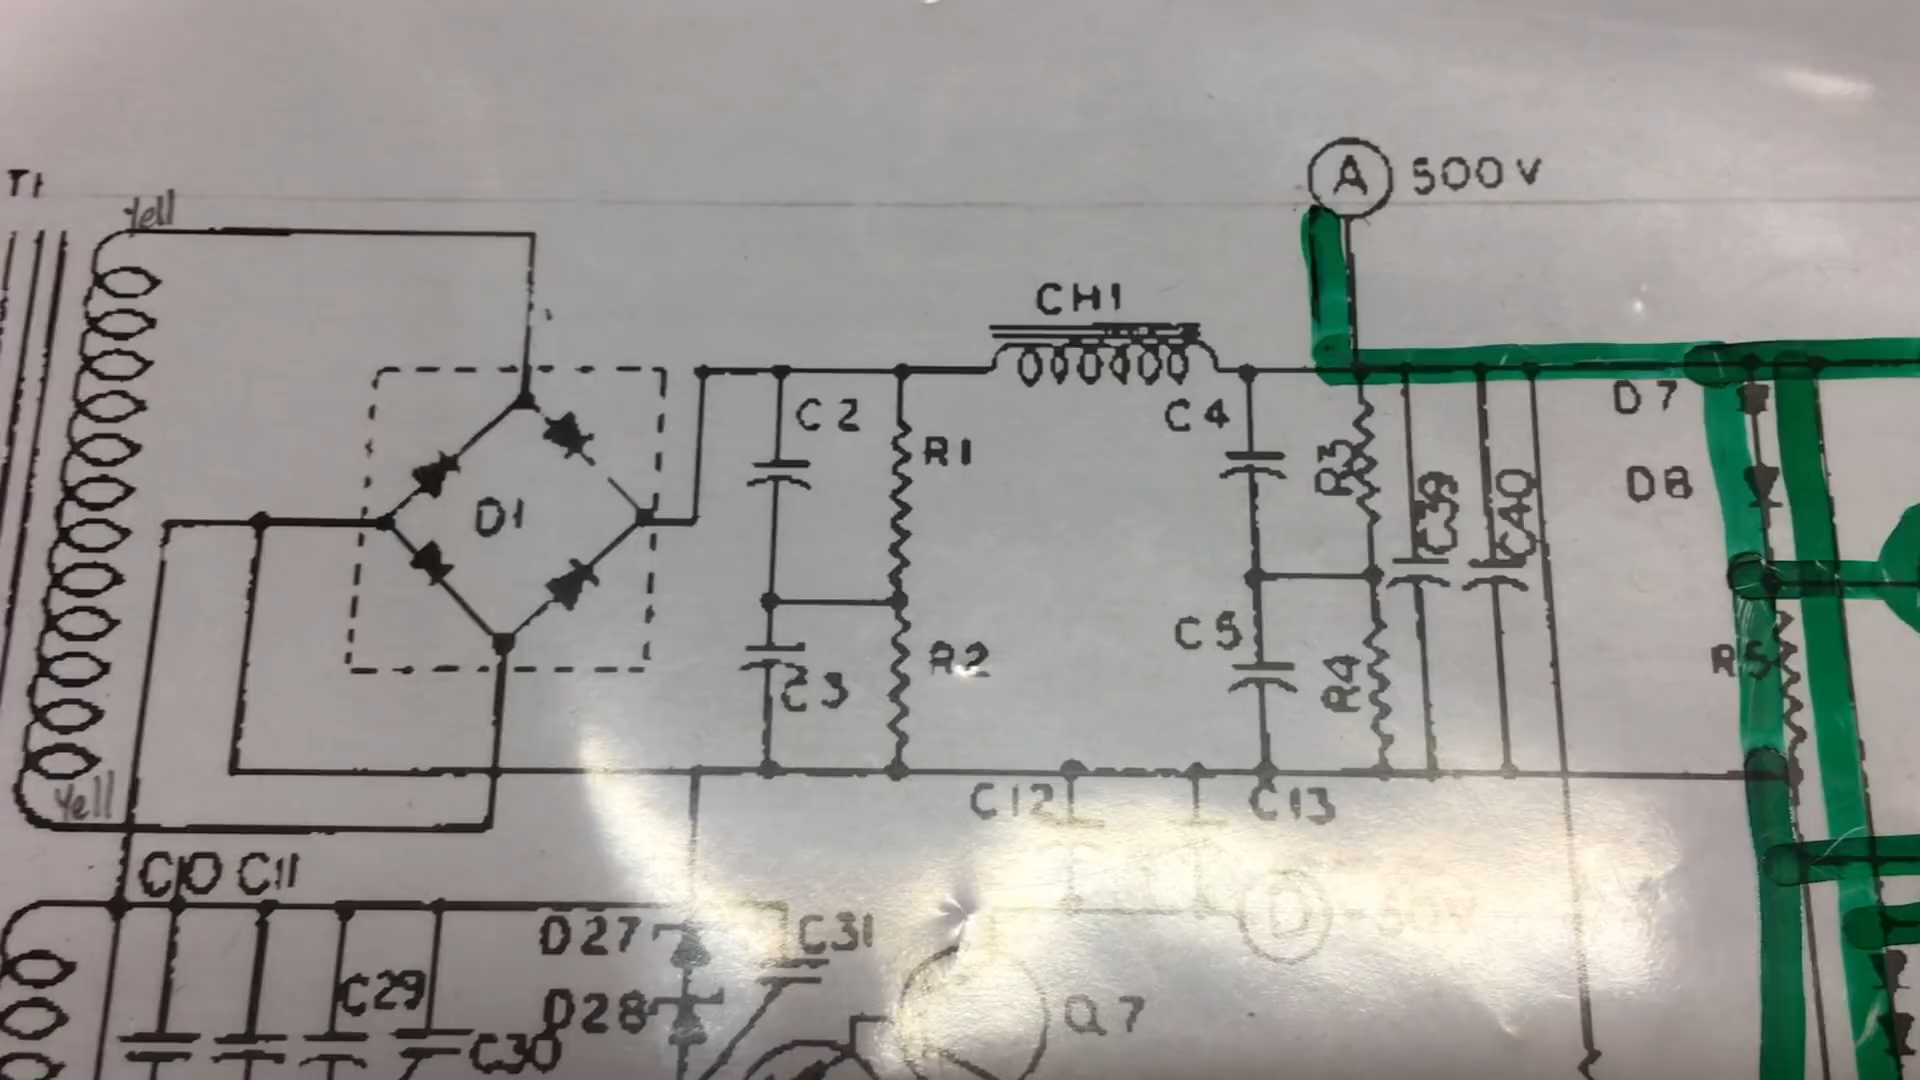 T1
Yell
A 500V
CH1
C2
R1
C4
R3
C39
C40
D7
D8
D1
C3
R2
C5
R4
R5
Yell
C12
C13
C10 C11
D27
C31
D -50V
C29
D28
Q7
C30